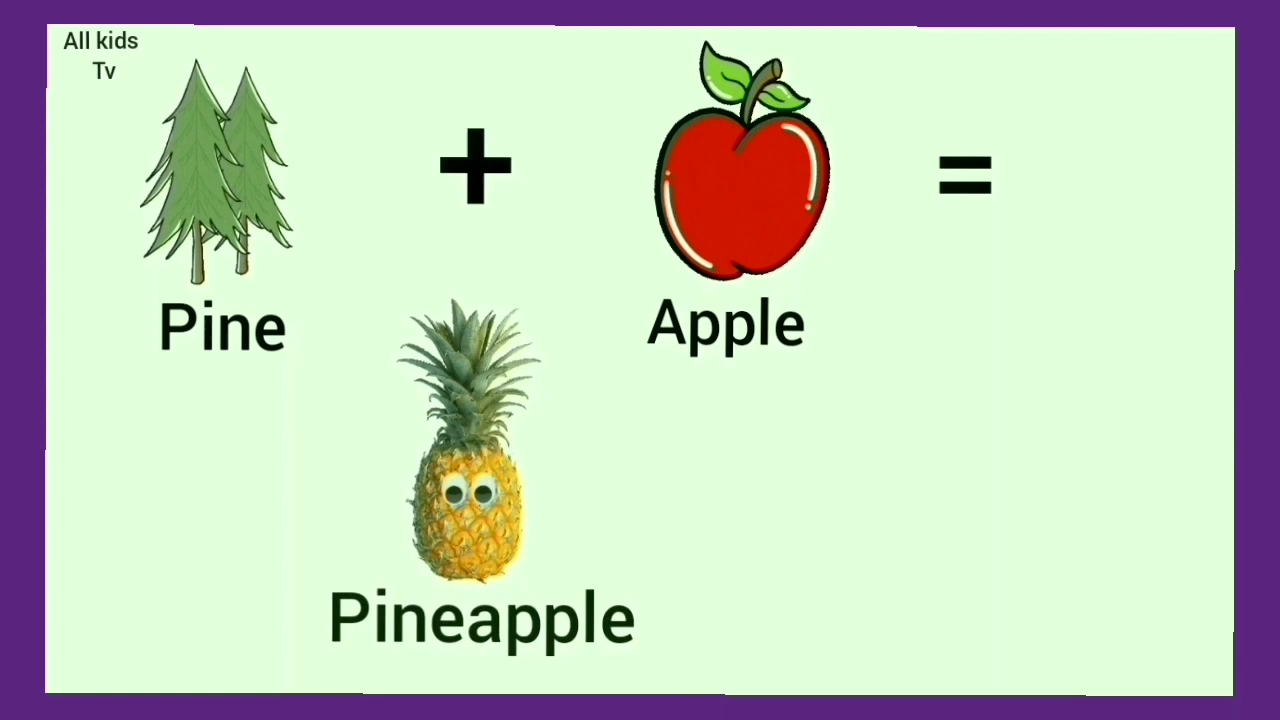 All kids
Tv
+
=
Pine
Apple
Pineapple